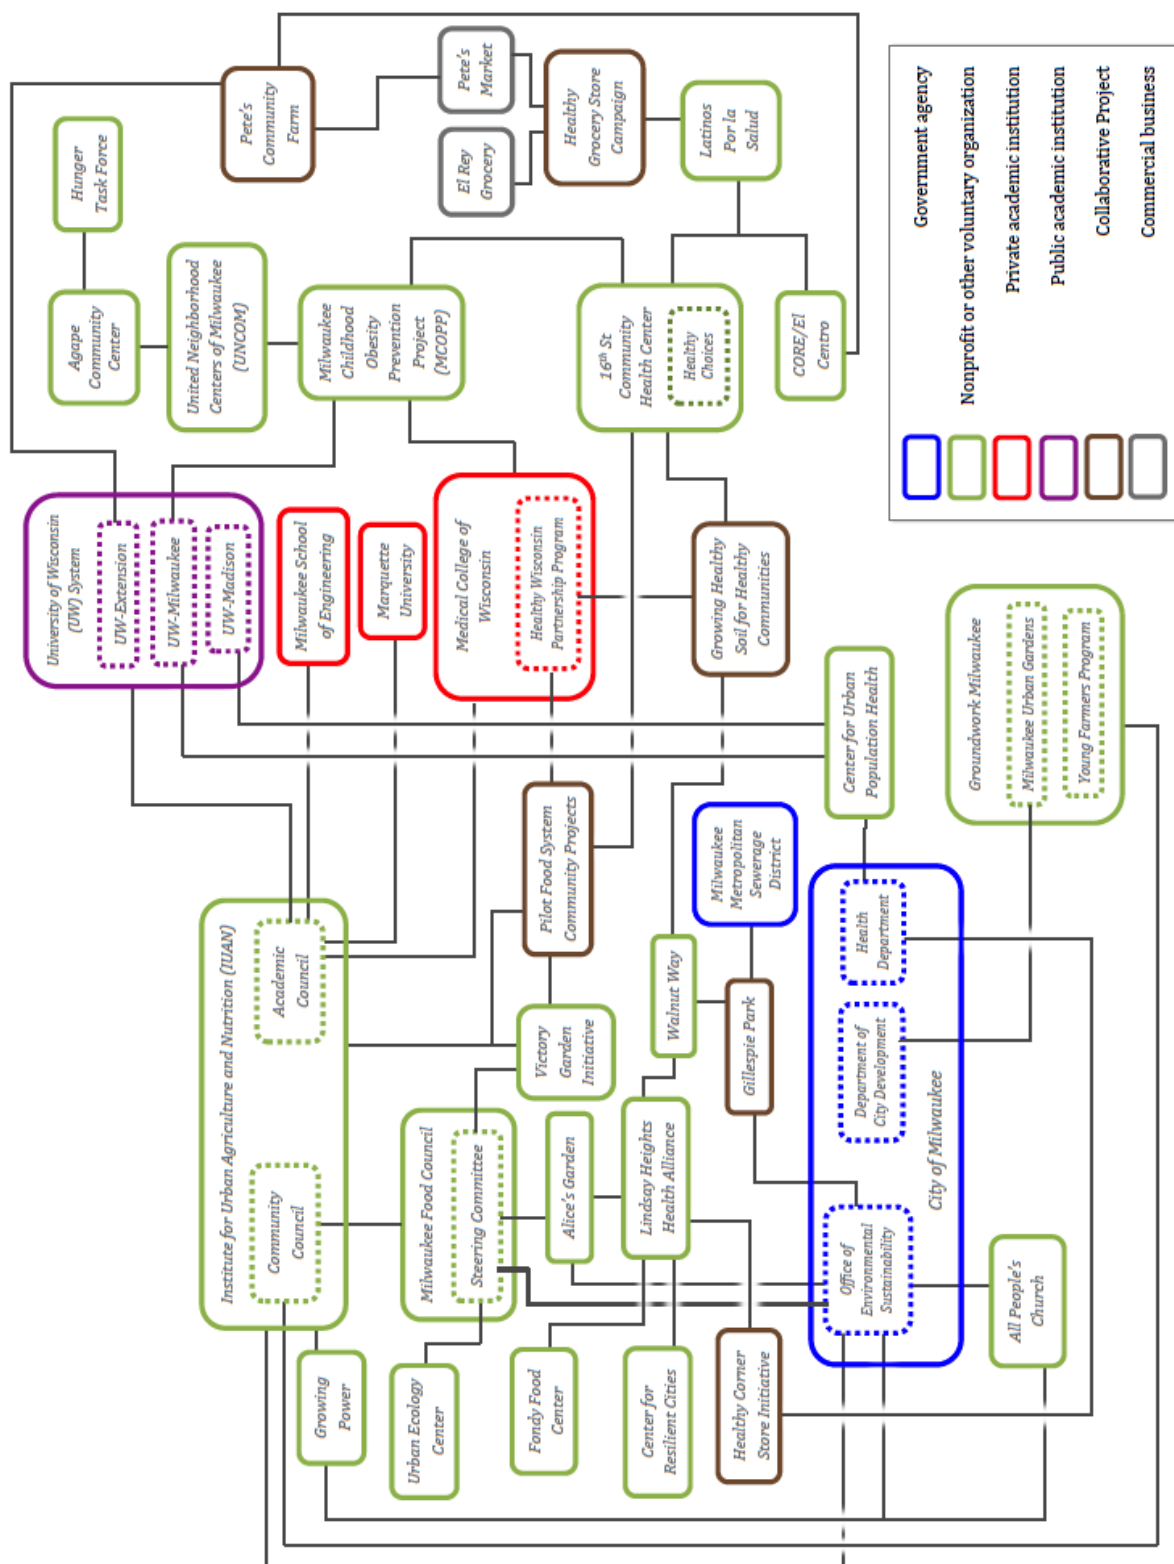 Institute for Urban Agriculture and Nutrition (IUAN)
Community
Council
Academic
Council
Growing
Power
Milwaukee Food Council
Steering Committee
Urban Ecology
Center
Fondy Food
Center
Victory
Garden
Initiative
Alice's Garden
Lindsay Heights
Health Alliance
Center for
Resilient Cities
Healthy Corner
Store Initiative
Pilot Food System
Community Projects
Walnut Way
Gillespie Park
Milwaukee
Metropolitan
Sewerage
District
Office of
Environmental
Sustainability
Department of
City Development
Health
Department
City of Milwaukee
All People's
Church
Center for Urban
Population Health
Groundwork Milwaukee
Milwaukee Urban Gardens
Young Farmers Program
University of Wisconsin
(UW) System
UW-Extension
UW-Milwaukee
UW-Madison
Milwaukee School
of Engineering
Marquette
University
Medical College of
Wisconsin
Healthy Wisconsin
Partnership Program
Growing Healthy
Soil for Healthy
Communities
Hunger
Task Force
Agape
Community
Center
United Neighborhood
Centers of Milwaukee
(UNCOM)
Milwaukee
Childhood
Obesity
Prevention
Project
(MCOPP)
16th St
Community
Health Center
Healthy
Choices
CORE/El
Centro
Pete's
Community
Farm
Pete's
Market
El Rey
Grocery
Healthy
Grocery Store
Campaign
Latinos
Por la
Salud
Government agency
Nonprofit or other voluntary organization
Private academic institution
Public academic institution
Collaborative Project
Commercial business